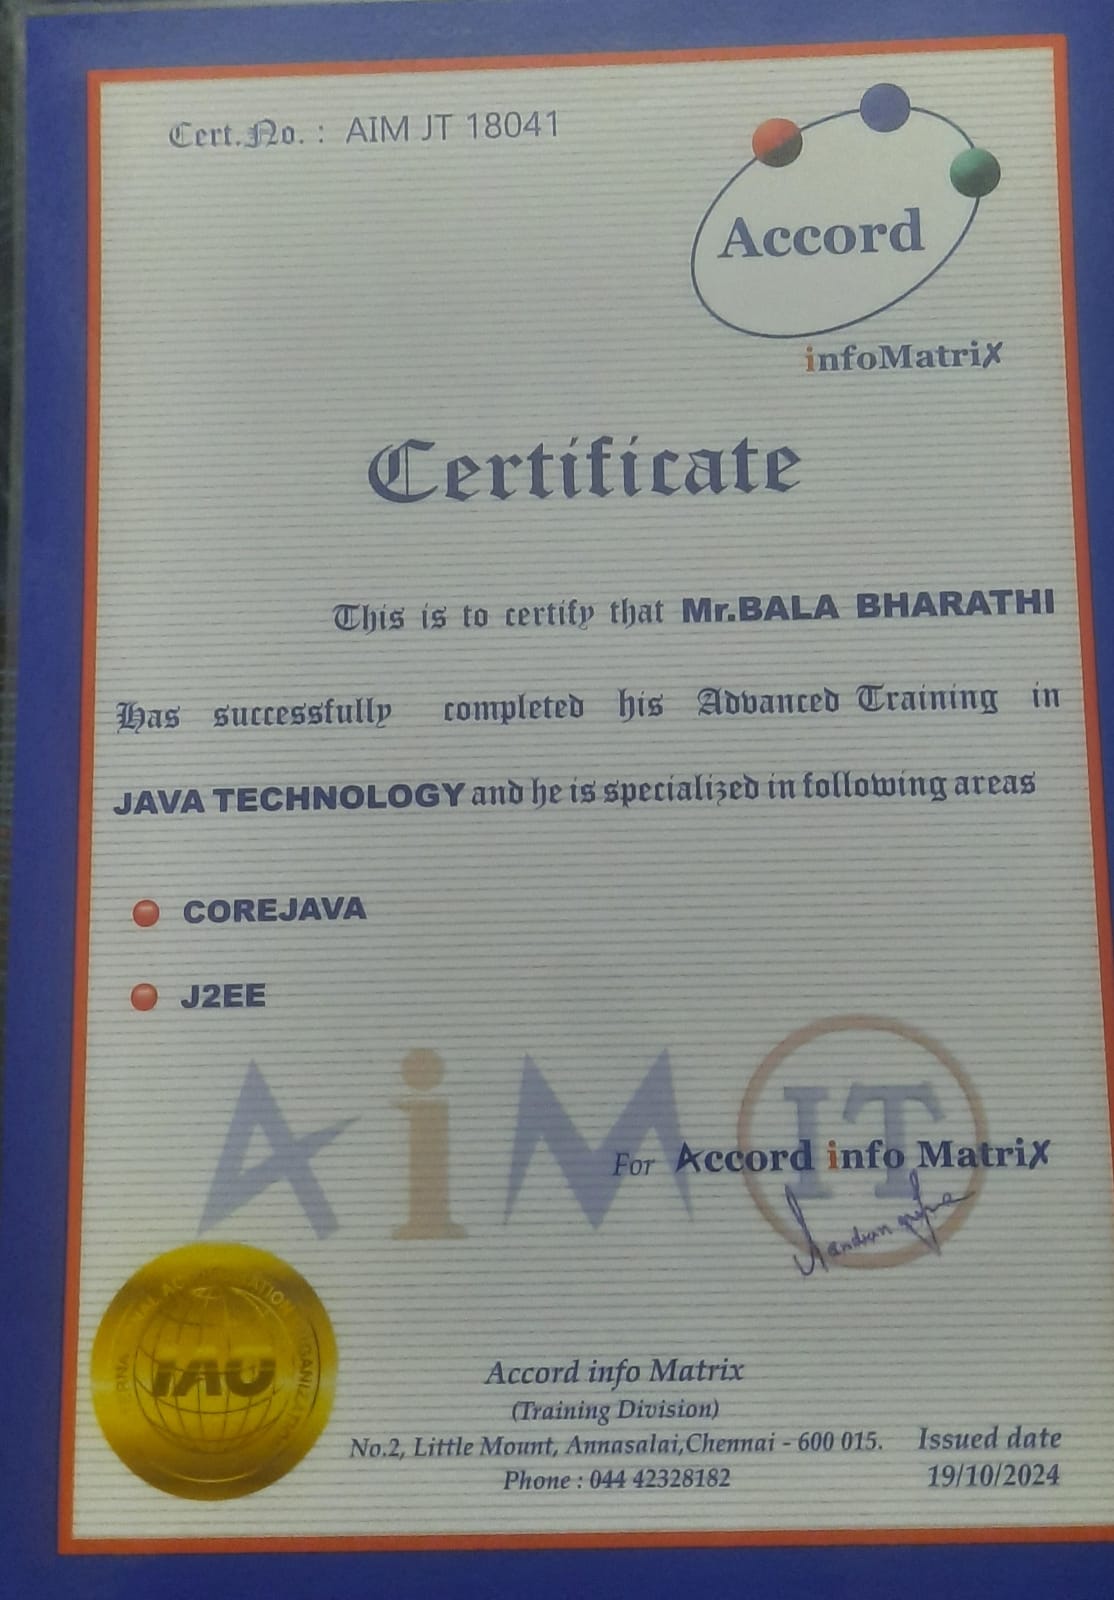 Cert.No. : AIM JT 18041
Accord
infoMatriX
Certificate
This is to certify that Mr.BALA BHARATHI
Has successfully completed his Advanced Training in
JAVA TECHNOLOGY and he is specialized in following areas
COREJAVA
J2EE
AiM IT
For Accord info MatriX
IAO
Accord info Matrix
(Training Division)
No.2, Little Mount, Annasalai,Chennai - 600 015.
Phone : 044 42328182
Issued date
19/10/2024